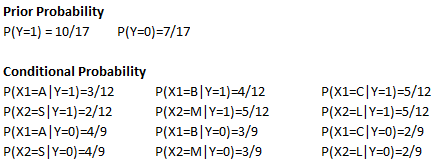 Prior Probability
P(Y=1) = 10/17 P(Y=0)=7/17
Conditional Probability
P(X1=A|Y=1)=3/12 P(X1=B|Y=1)=4/12 P(X1=C|Y=1)=5/12
P(X2=S|Y=1)=2/12 P(X2=M|Y=1)=5/12 P(X2=L|Y=1)=5/12
P(X1=A|Y=0)=4/9 P(X1=B|Y=0)=3/9 P(X1=C|Y=0)=2/9
P(X2=S|Y=0)=4/9 P(X2=M|Y=0)=3/9 P(X2=L|Y=0)=2/9